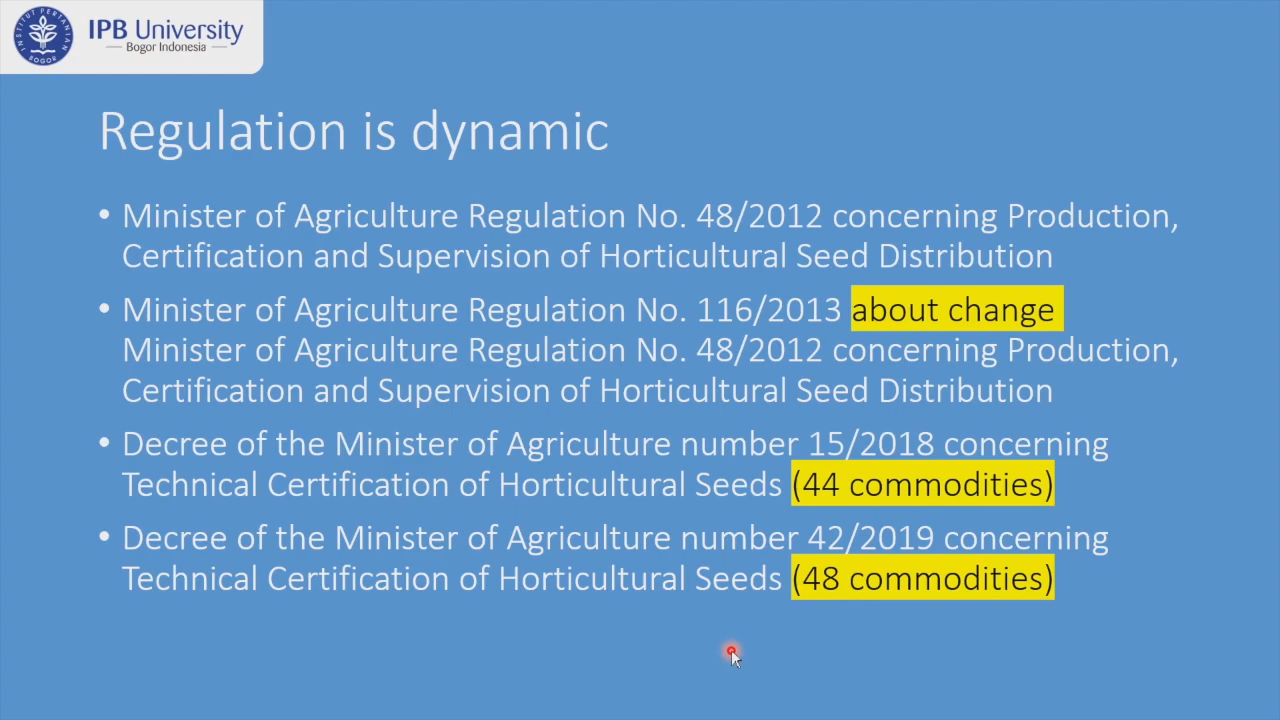 INSTITUT PERTANIAN
BOGOR
IPB University
Bogor Indonesia
Regulation is dynamic
• Minister of Agriculture Regulation No. 48/2012 concerning Production,
Certification and Supervision of Horticultural Seed Distribution
• Minister of Agriculture Regulation No. 116/2013 about change
Minister of Agriculture Regulation No. 48/2012 concerning Production,
Certification and Supervision of Horticultural Seed Distribution
• Decree of the Minister of Agriculture number 15/2018 concerning
Technical Certification of Horticultural Seeds (44 commodities)
• Decree of the Minister of Agriculture number 42/2019 concerning
Technical Certification of Horticultural Seeds (48 commodities)